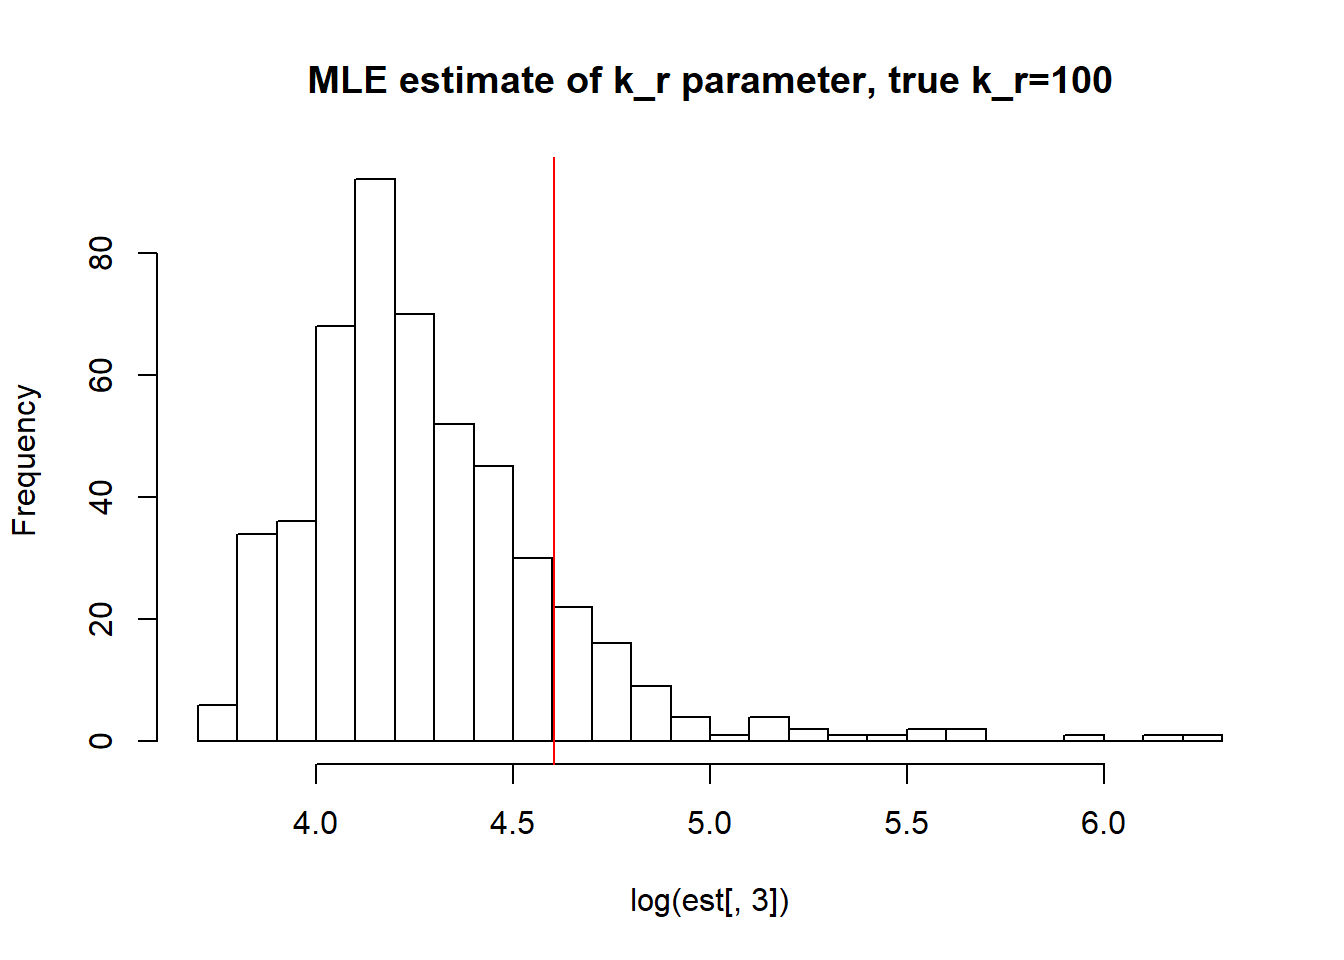 MLE estimate of k_r parameter, true k_r=100
Frequency
80
60
40
20
0
4.0 4.5 5.0 5.5 6.0
log(est[, 3])